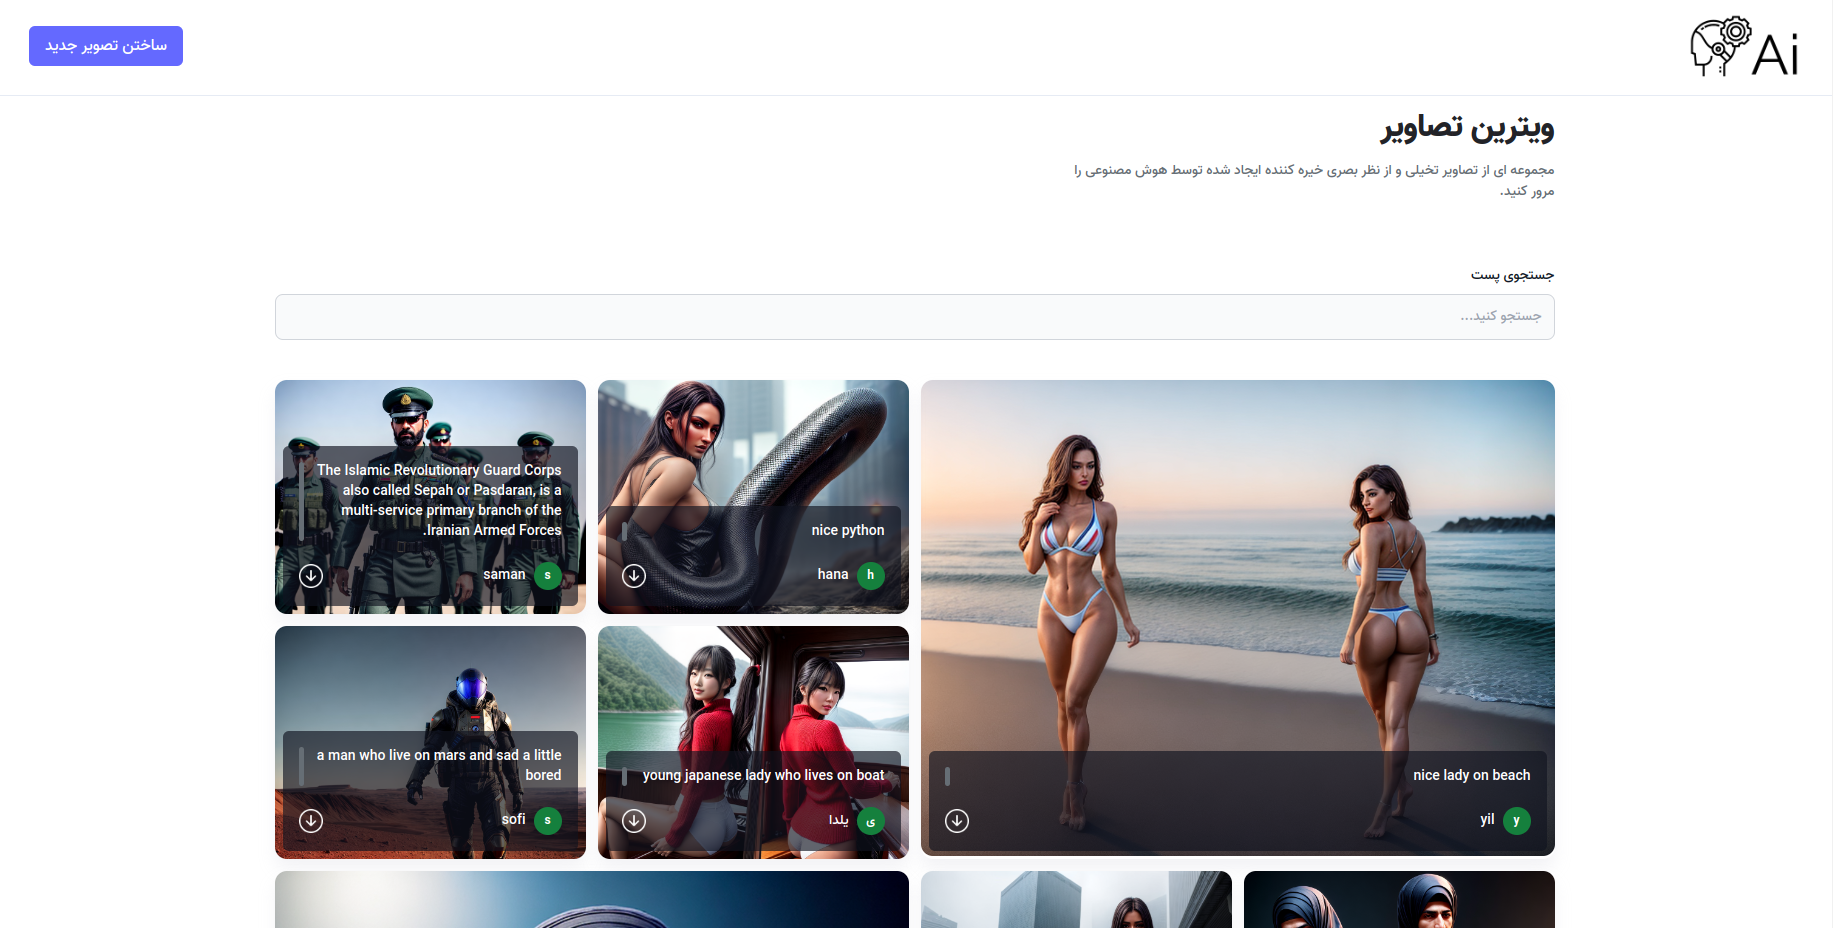 Ai
ساختن تصویر جدید
ویترین تصاویر
مجموعه ای از تصاویر تخیلی و از نظر بصری خیره کننده ایجاد شده توسط هوش مصنوعی را
مرور کنید.
جستجوی پست
جستجو کنید...
nice lady on beach
y
yil
nice python
h
hana
The Islamic Revolutionary Guard Corps
also called Sepah or Pasdaran, is a
multi-service primary branch of the
.Iranian Armed Forces
s
saman
young japanese lady who lives on boat
ی
یلدا
a man who live on mars and sad a little
bored
s
sofi